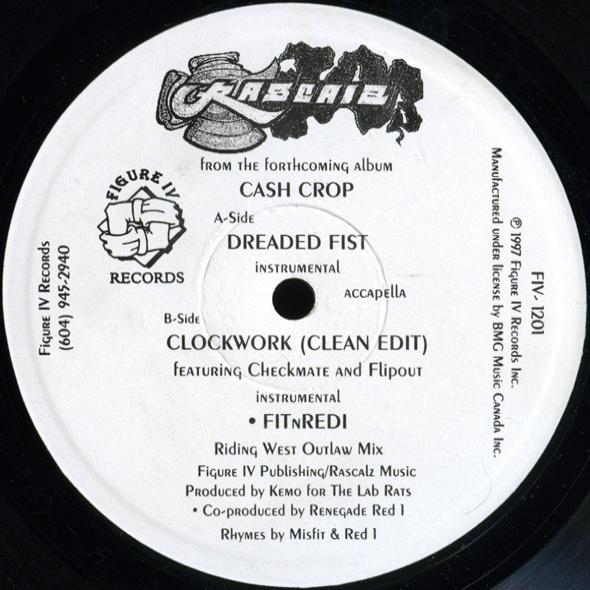 RASCALZ
FROM THE FORTHCOMING ALBUM
CASH CROP
FIGURE IV
RECORDS
A-SIDE
DREADED FIST
INSTRUMENTAL
ACCAPELLA
B-SIDE
CLOCKWORK (CLEAN EDIT)
FEATURING CHECKMATE AND FLIPOUT
INSTRUMENTAL
• FITNREDI
RIDING WEST OUTLAW MIX
FIGURE IV PUBLISHING/RASCALZ MUSIC
PRODUCED BY KEMO FOR THE LAB RATS
• CO-PRODUCED BY RENEGADE RED 1
RHYMES BY MISFIT & RED 1
FIGURE IV RECORDS
(604) 945-2940
FIV- 1201
℗ 1997 FIGURE IV RECORDS INC.
MANUFACTURED UNDER LICENSE BY BMG MUSIC CANADA INC.